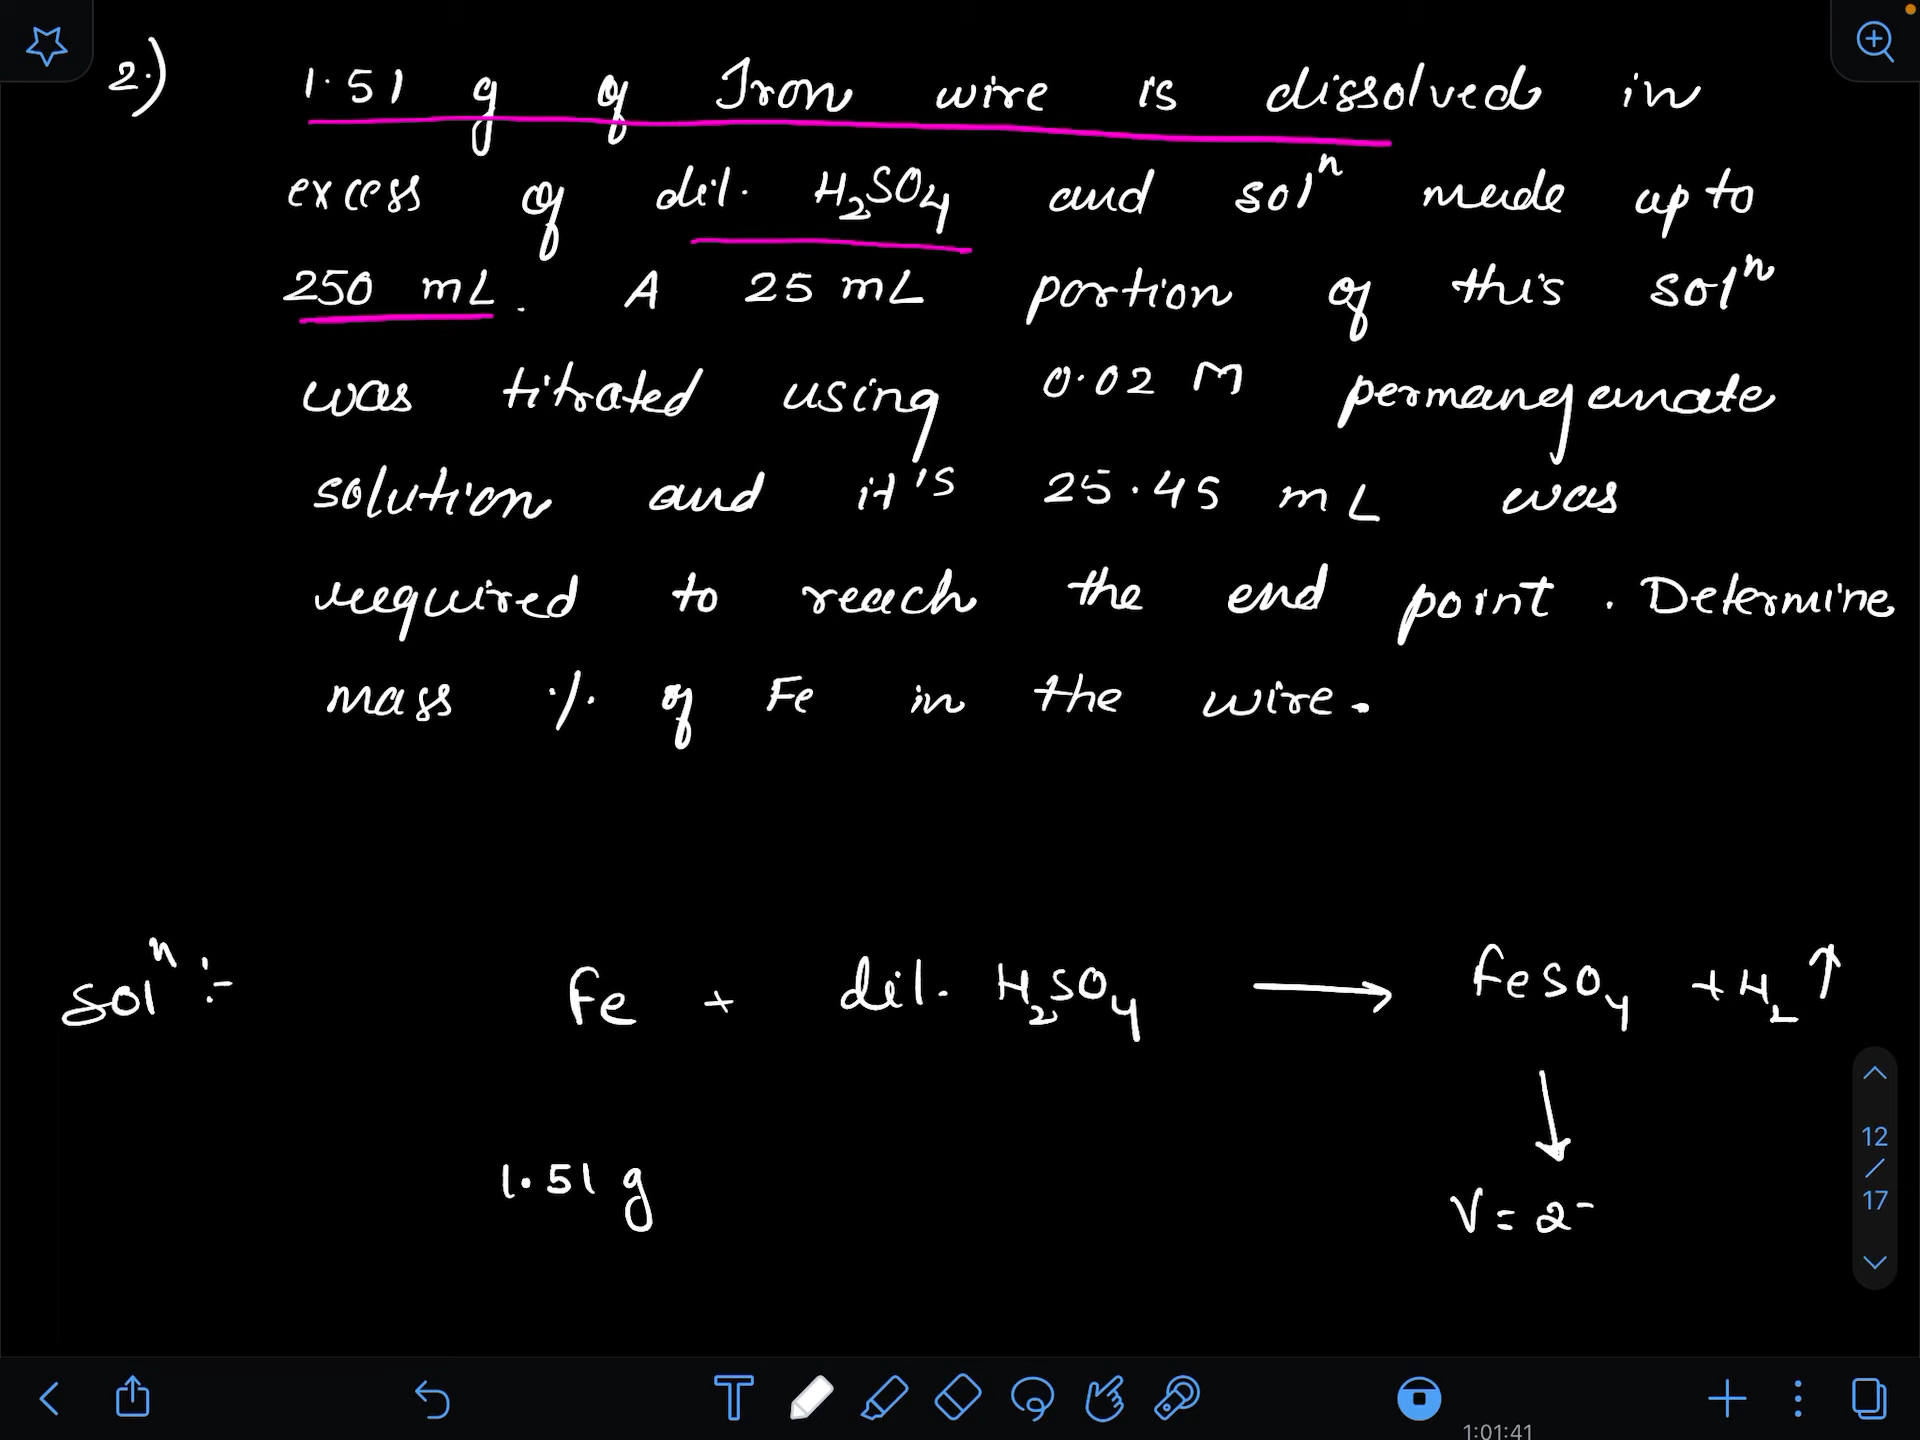 2.) 1.51 g of Iron wire is dissolved in
excess of dil. H₂SO₄ and solⁿ made upto
250 mL. A 25 mL portion of this solⁿ
was titrated using 0.02 M permanganate
solution and it's 25.45 mL was
required to reach the end point. Determine
mass %. of Fe in the wire.
solⁿ :- Fe + dil. H₂SO₄ → FeSO₄ + H₂ ↑
↓
1.51 g V = 25
12
/
17
T
1:01:41